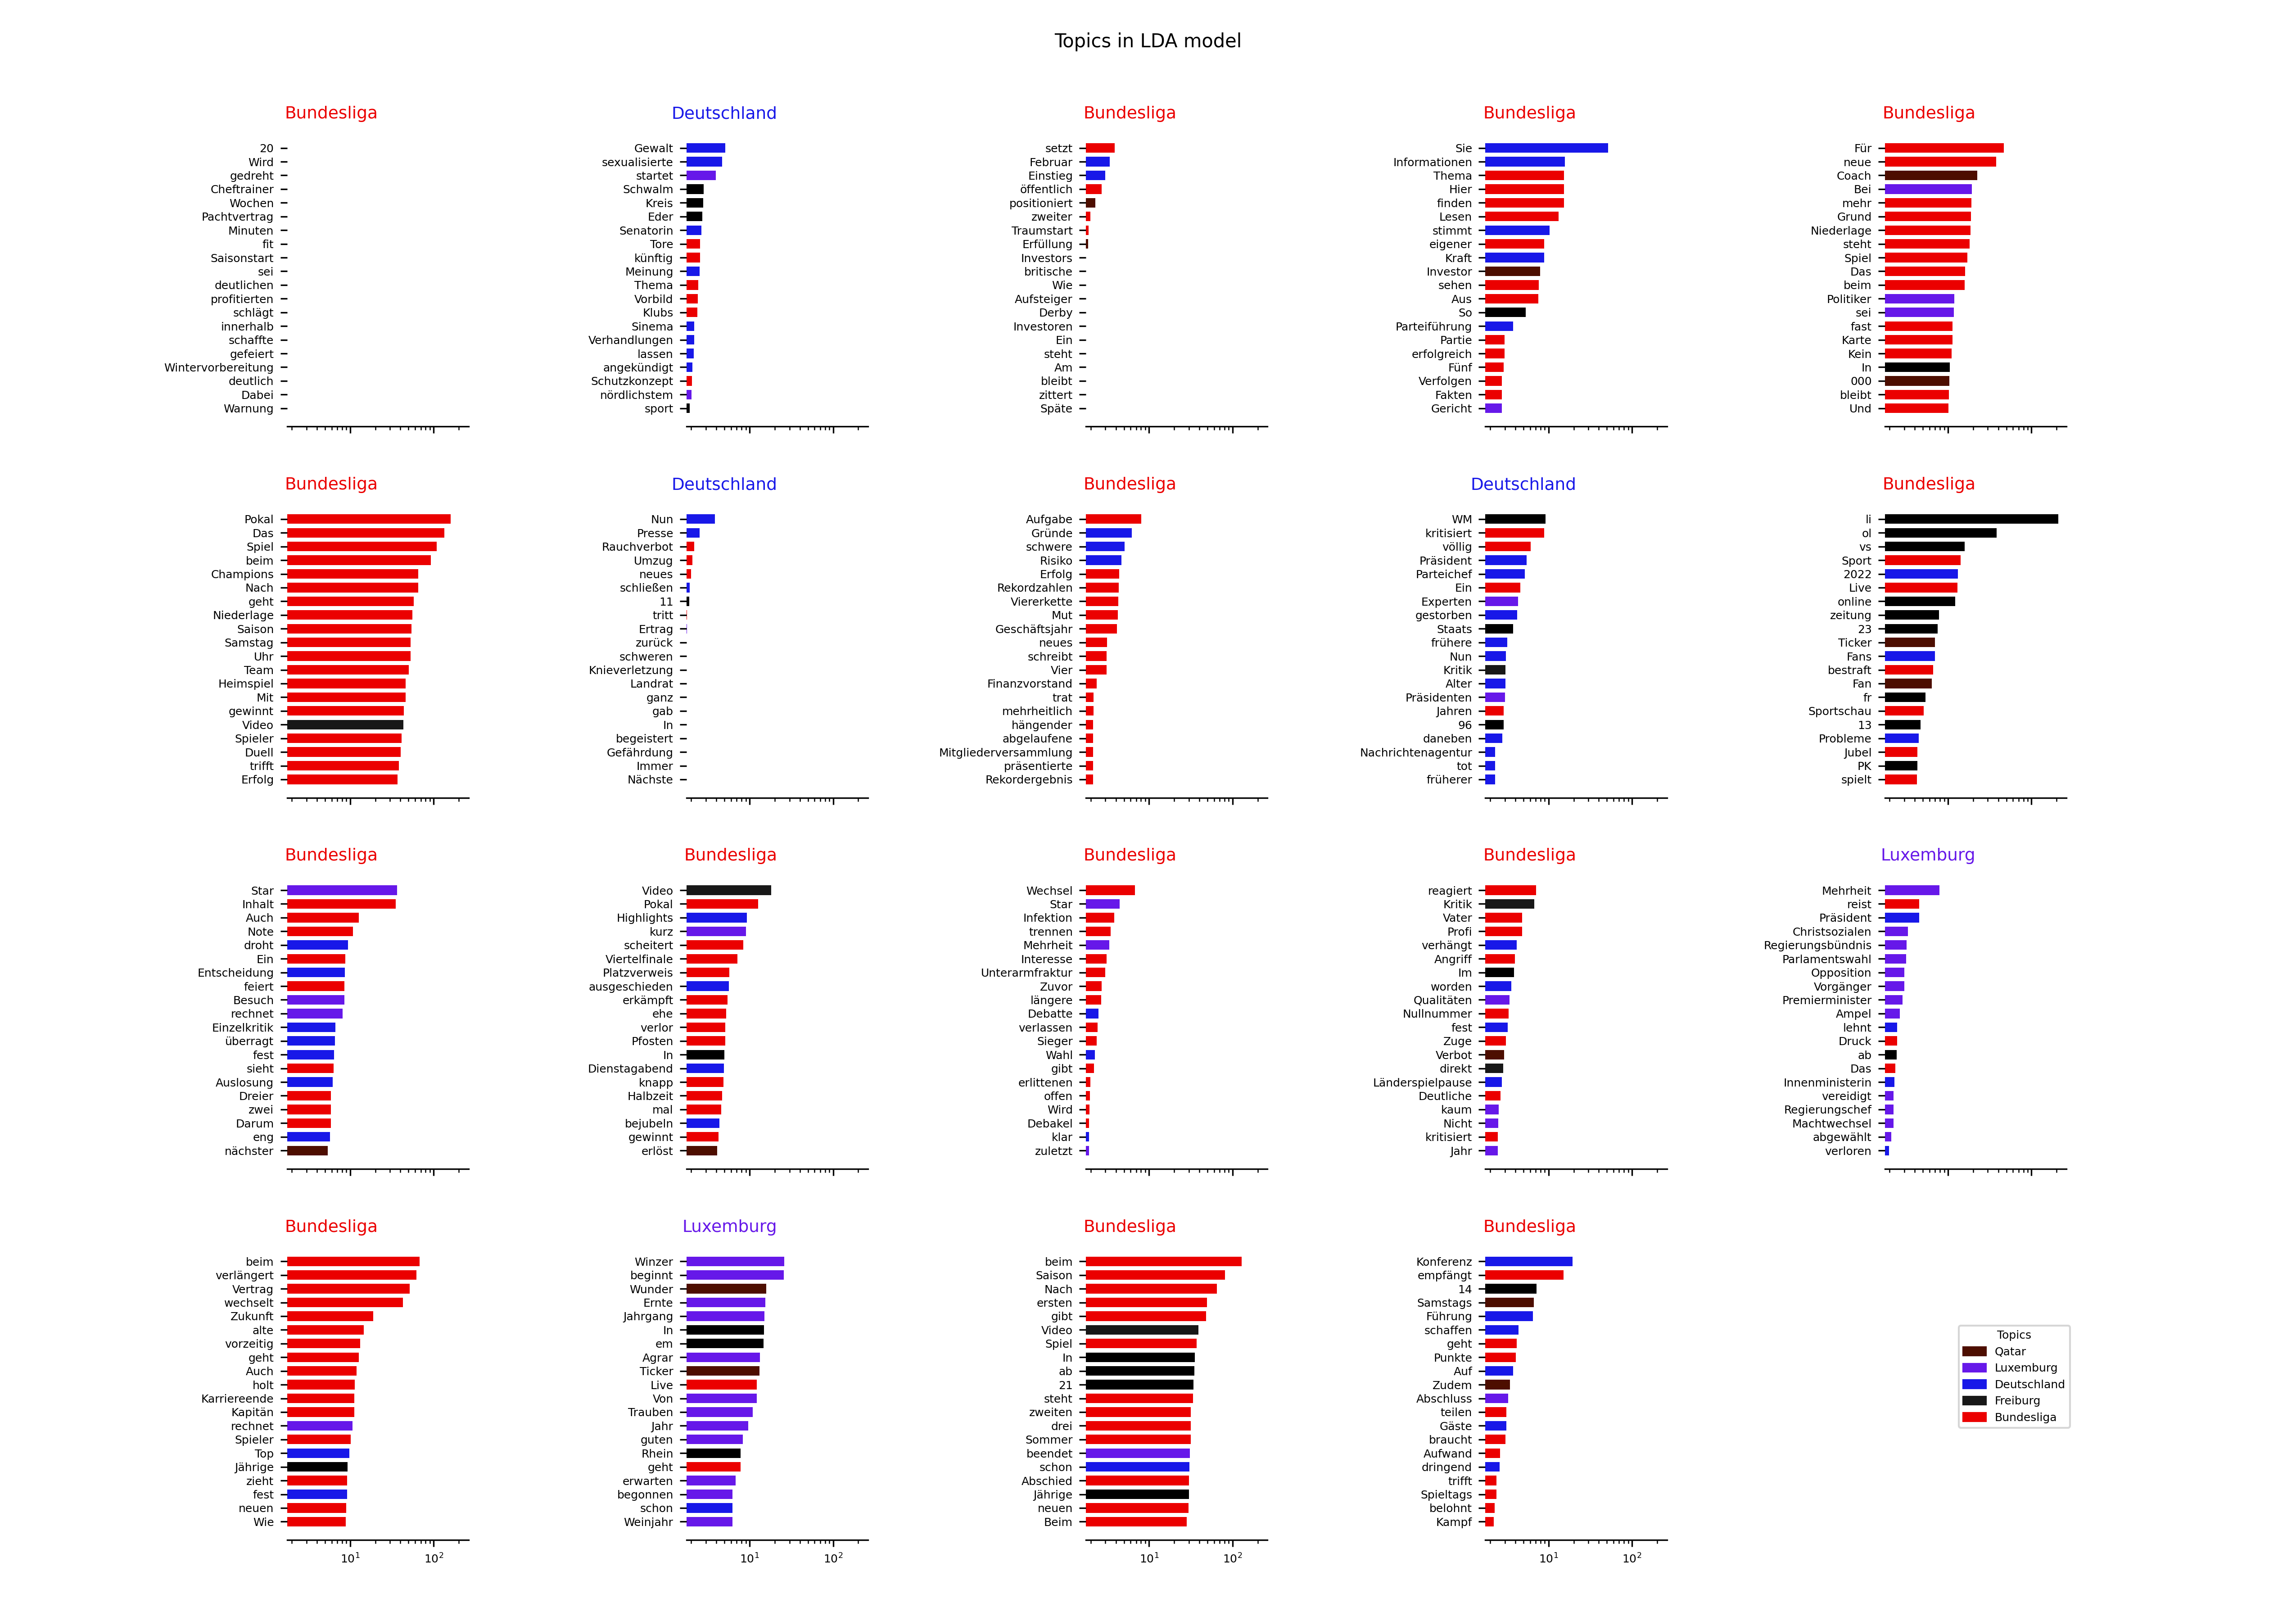 Topics in LDA model
Bundesliga
20
Wird
gedreht
Cheftrainer
Wochen
Pachtvertrag
Minuten
fit
Saisonstart
sei
deutlichen
profitierten
schlägt
innerhalb
schaffte
gefeiert
Wintervorbereitung
deutlich
Dabei
Warnung
Deutschland
Gewalt
sexualisierte
startet
Schwalm
Kreis
Eder
Senatorin
Tore
künftig
Meinung
Thema
Vorbild
Klubs
Sinema
Verhandlungen
lassen
angekündigt
Schutzkonzept
nördlichstem
sport
Bundesliga
setzt
Februar
Einstieg
öffentlich
positioniert
zweiter
Traumstart
Erfüllung
Investors
britische
Wie
Aufsteiger
Derby
Investoren
Ein
steht
Am
bleibt
zittert
Späte
Bundesliga
Sie
Informationen
Thema
Hier
finden
Lesen
stimmt
eigener
Kraft
Investor
sehen
Aus
So
Parteiführung
Partie
erfolgreich
Fünf
Verfolgen
Fakten
Gericht
Bundesliga
Für
neue
Coach
Bei
mehr
Grund
Niederlage
steht
Spiel
Das
beim
Politiker
sei
fast
Karte
Kein
In
000
bleibt
Und
Bundesliga
Pokal
Das
Spiel
beim
Champions
Nach
geht
Niederlage
Saison
Samstag
Uhr
Team
Heimspiel
Mit
gewinnt
Video
Spieler
Duell
trifft
Erfolg
Deutschland
Nun
Presse
Rauchverbot
Umzug
neues
schließen
11
tritt
Ertrag
zurück
schweren
Knieverletzung
Landrat
ganz
gab
In
begeistert
Gefährdung
Immer
Nächste
Bundesliga
Aufgabe
Gründe
schwere
Risiko
Erfolg
Rekordzahlen
Viererkette
Mut
Geschäftsjahr
neues
schreibt
Vier
Finanzvorstand
trat
mehrheitlich
hängender
abgelaufene
Mitgliederversammlung
präsentierte
Rekordergebnis
Deutschland
WM
kritisiert
völlig
Präsident
Parteichef
Ein
Experten
gestorben
Staats
frühere
Nun
Kritik
Alter
Präsidenten
Jahren
96
daneben
Nachrichtenagentur
tot
früherer
Bundesliga
li
ol
vs
Sport
2022
Live
online
zeitung
23
Ticker
Fans
bestraft
Fan
fr
Sportschau
13
Probleme
Jubel
PK
spielt
Bundesliga
Star
Inhalt
Auch
Note
droht
Ein
Entscheidung
feiert
Besuch
rechnet
Einzelkritik
überragt
fest
sieht
Auslosung
Dreier
zwei
Darum
eng
nächster
Bundesliga
Video
Pokal
Highlights
kurz
scheitert
Viertelfinale
Platzverweis
ausgeschieden
erkämpft
ehe
verlor
Pfosten
In
Dienstagabend
knapp
Halbzeit
mal
bejubeln
gewinnt
erlöst
Bundesliga
Wechsel
Star
Infektion
trennen
Mehrheit
Interesse
Unterarmfraktur
Zuvor
längere
Debatte
verlassen
Sieger
Wahl
gibt
erlittenen
offen
Wird
Debakel
klar
zuletzt
Bundesliga
reagiert
Kritik
Vater
Profi
verhängt
Angriff
Im
worden
Qualitäten
Nullnummer
fest
Zuge
Verbot
direkt
Länderspielpause
Deutliche
kaum
Nicht
kritisiert
Jahr
Luxemburg
Mehrheit
reist
Präsident
Christsozialen
Regierungsbündnis
Parlamentswahl
Opposition
Vorgänger
Premierminister
Ampel
lehnt
Druck
ab
Das
Innenministerin
vereidigt
Regierungschef
Machtwechsel
abgewählt
verloren
Bundesliga
beim
verlängert
Vertrag
wechselt
Zukunft
alte
vorzeitig
geht
Auch
holt
Karriereende
Kapitän
rechnet
Spieler
Top
Jährige
zieht
fest
neuen
Wie
10¹ 10²
Luxemburg
Winzer
beginnt
Wunder
Ernte
Jahrgang
In
em
Agrar
Ticker
Live
Von
Trauben
Jahr
guten
Rhein
geht
erwarten
begonnen
schon
Weinjahr
10¹ 10²
Bundesliga
beim
Saison
Nach
ersten
gibt
Video
Spiel
In
ab
21
steht
zweiten
drei
Sommer
beendet
schon
Abschied
Jährige
neuen
Beim
10¹ 10²
Bundesliga
Konferenz
empfängt
14
Samstags
Führung
schaffen
geht
Punkte
Auf
Zudem
Abschluss
teilen
Gäste
braucht
Aufwand
dringend
trifft
Spieltags
belohnt
Kampf
10¹ 10²
Topics
Qatar
Luxemburg
Deutschland
Freiburg
Bundesliga